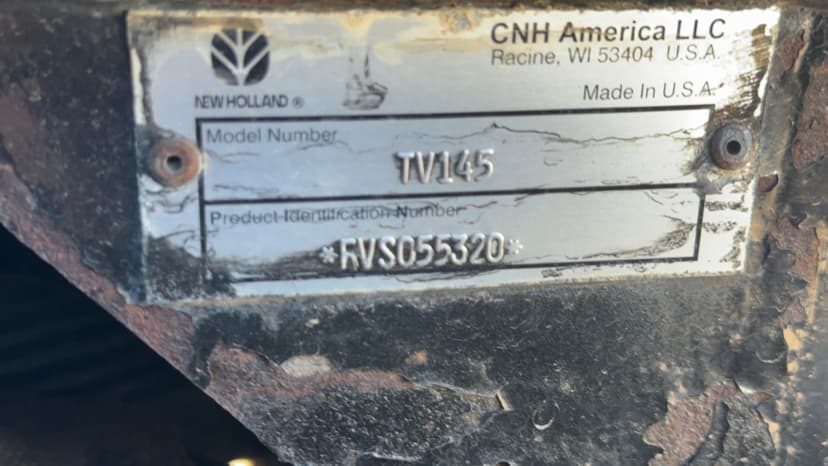 CNH America LLC
Racine, WI 53404 U.S.A.
NEW HOLLAND ®
Made In U.S.A.
Model Number
TV145
Product Identification Number
*RVS055320*